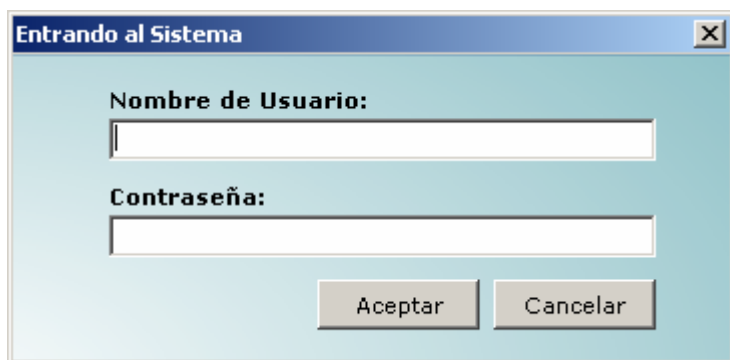 Entrando al Sistema
Nombre de Usuario:
Contraseña:
Aceptar Cancelar